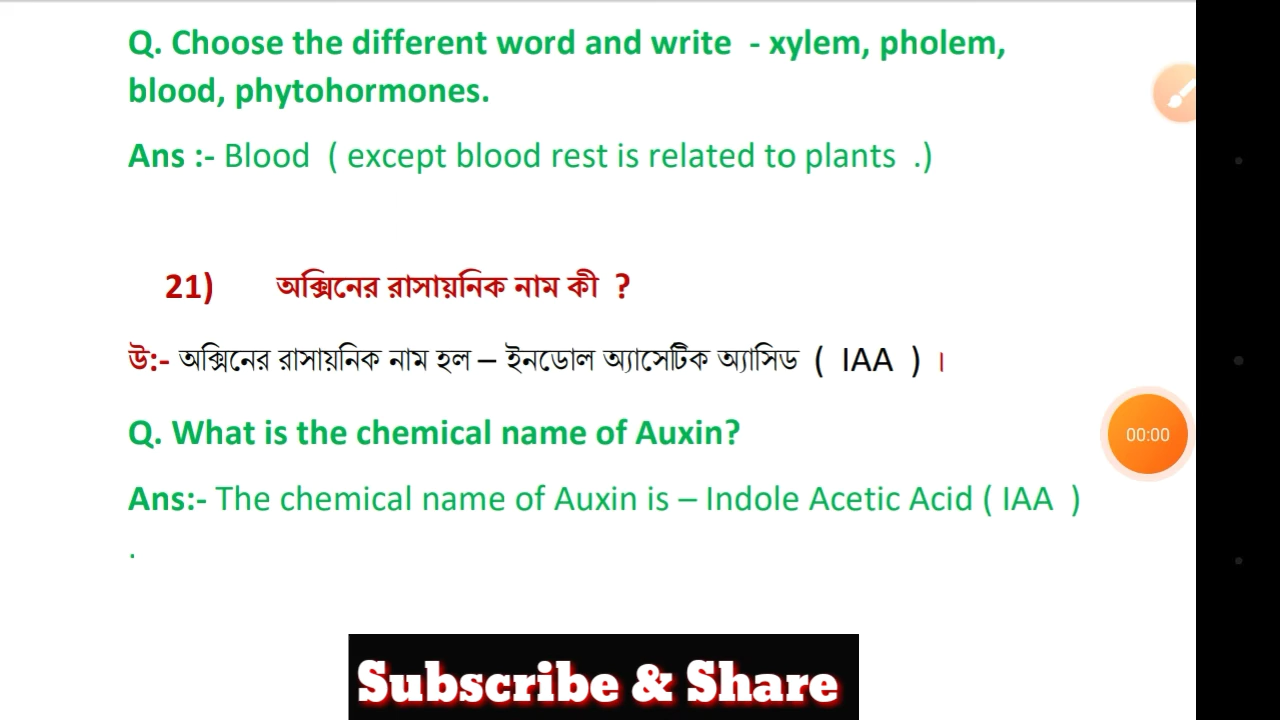 Q. Choose the different word and write - xylem, pholem,
blood, phytohormones.
Ans :- Blood ( except blood rest is related to plants .)
21) অক্সিনের রাসায়নিক নাম কী ?
উ:- অক্সিনের রাসায়নিক নাম হল – ইনডোল অ্যাসেটিক অ্যাসিড ( IAA ) ।
Q. What is the chemical name of Auxin?
00:00
Ans:- The chemical name of Auxin is – Indole Acetic Acid ( IAA )
.
Subscribe & Share